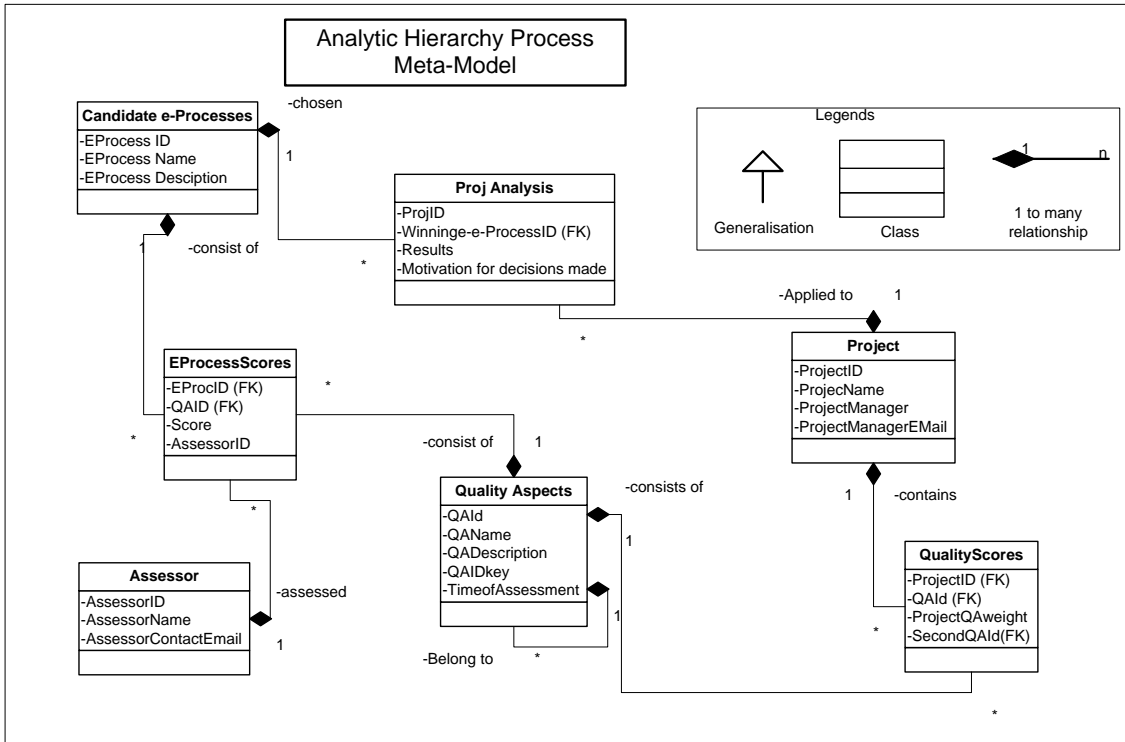 Analytic Hierarchy Process
Meta-Model
Candidate e-Processes
-EProcess ID
-EProcess Name
-EProcess Desciption
-chosen
1
*
1
-consist of
*
Proj Analysis
-ProjID
-Winninge-e-ProcessID (FK)
-Results
-Motivation for decisions made
Legends
Generalisation
Class
1
n
1 to many
relationship
-Applied to
1
*
Project
-ProjectID
-ProjecName
-ProjectManager
-ProjectManagerEMail
EProcessScores
-EProcID (FK)
-QAID (FK)
-Score
-AssessorID
*
-consist of
1
Quality Aspects
-QAId
-QAName
-QADescription
-QAIDkey
-TimeofAssessment
-consists of
1
1
-Belong to
*
1
-contains
*
QualityScores
-ProjectID (FK)
-QAId (FK)
-ProjectQAweight
-SecondQAId(FK)
*
*
-assessed
1
Assessor
-AssessorID
-AssessorName
-AssessorContactEmail